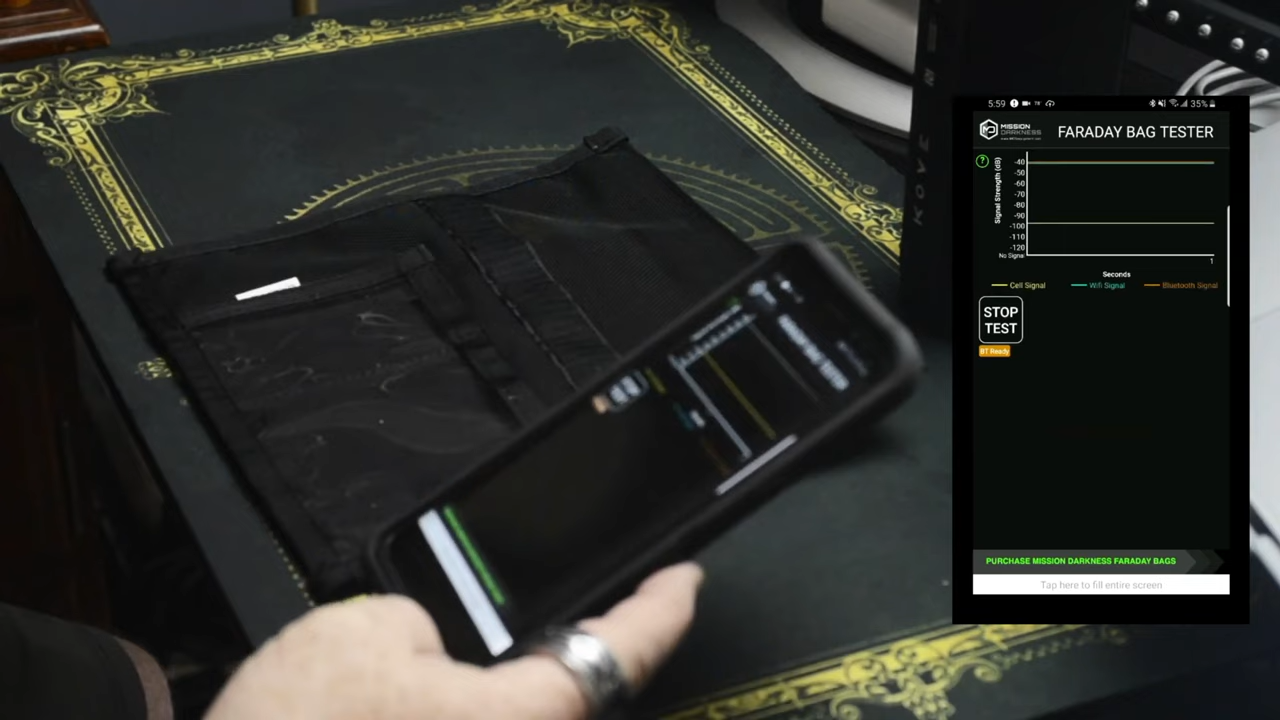 5:59 35%
MISSION
DARKNESS
FARADAY BAG TESTER
?
Signal Strength (dB)
-40
-50
-60
-70
-80
-90
-100
-110
-120
No Signal
1
Seconds
Cell Signal Wifi Signal Bluetooth Signal
STOP
TEST
BT Ready
PURCHASE MISSION DARKNESS FARADAY BAGS
Tap here to fill entire screen
KOVE